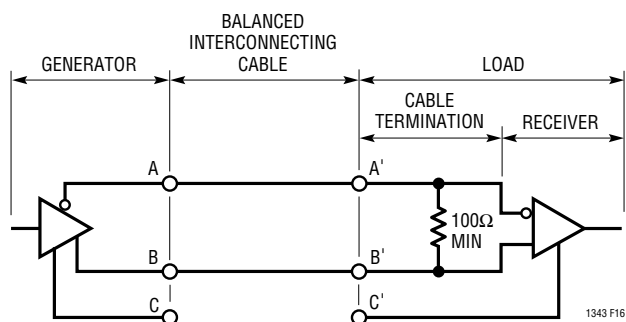 BALANCED
INTERCONNECTING
CABLE
GENERATOR
LOAD
CABLE
TERMINATION
RECEIVER
A
A'
100Ω
MIN
B
B'
C
C'
1343 F16